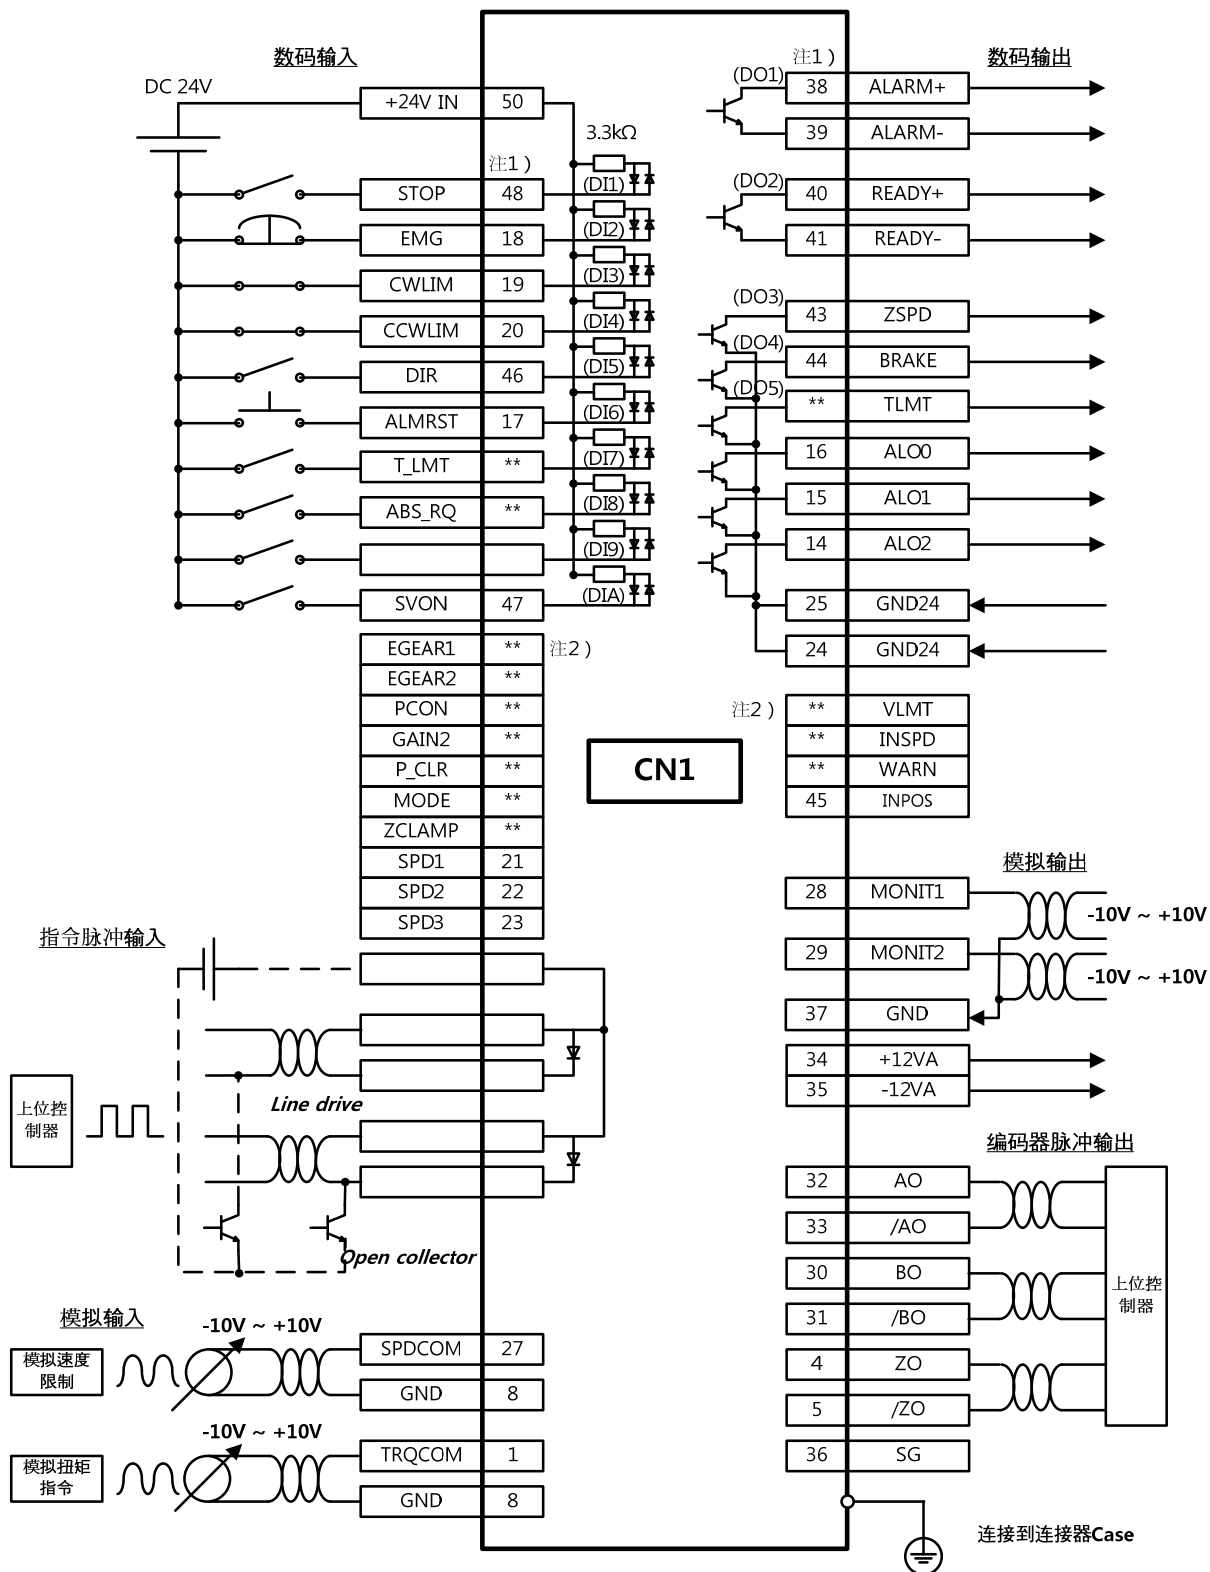 数码输入
DC 24V
+24V IN 50
3.3kΩ
注1）
STOP 48 (DI1)
EMG 18 (DI2)
CWLIM 19 (DI3)
CCWLIM 20 (DI4)
DIR 46 (DI5)
ALMRST 17 (DI6)
T_LMT ** (DI7)
ABS_RQ ** (DI8)
(DI9)
SVON 47 (DIA)
EGEAR1 ** 注2）
EGEAR2 **
PCON **
GAIN2 **
P_CLR **
MODE **
ZCLAMP **
SPD1 21
SPD2 22
SPD3 23
指令脉冲输入
上位控
制器
Line drive
Open collector
模拟输入
-10V ~ +10V
模拟速度
限制
SPDCOM 27
GND 8
-10V ~ +10V
模拟扭矩
指令
TRQCOM 1
GND 8
CN1
注1）
数码输出
(DO1) 38 ALARM+
39 ALARM-
(DO2) 40 READY+
41 READY-
(DO3) 43 ZSPD
(DO4) 44 BRAKE
(DO5) ** TLMT
16 ALO0
15 ALO1
14 ALO2
25 GND24
24 GND24
注2） ** VLMT
** INSPD
** WARN
45 INPOS
模拟输出
28 MONIT1
-10V ~ +10V
29 MONIT2
-10V ~ +10V
37 GND
34 +12VA
35 -12VA
编码器脉冲输出
32 AO
33 /AO
30 BO
31 /BO
4 ZO
5 /ZO
36 SG
上位控
制器
连接到连接器Case